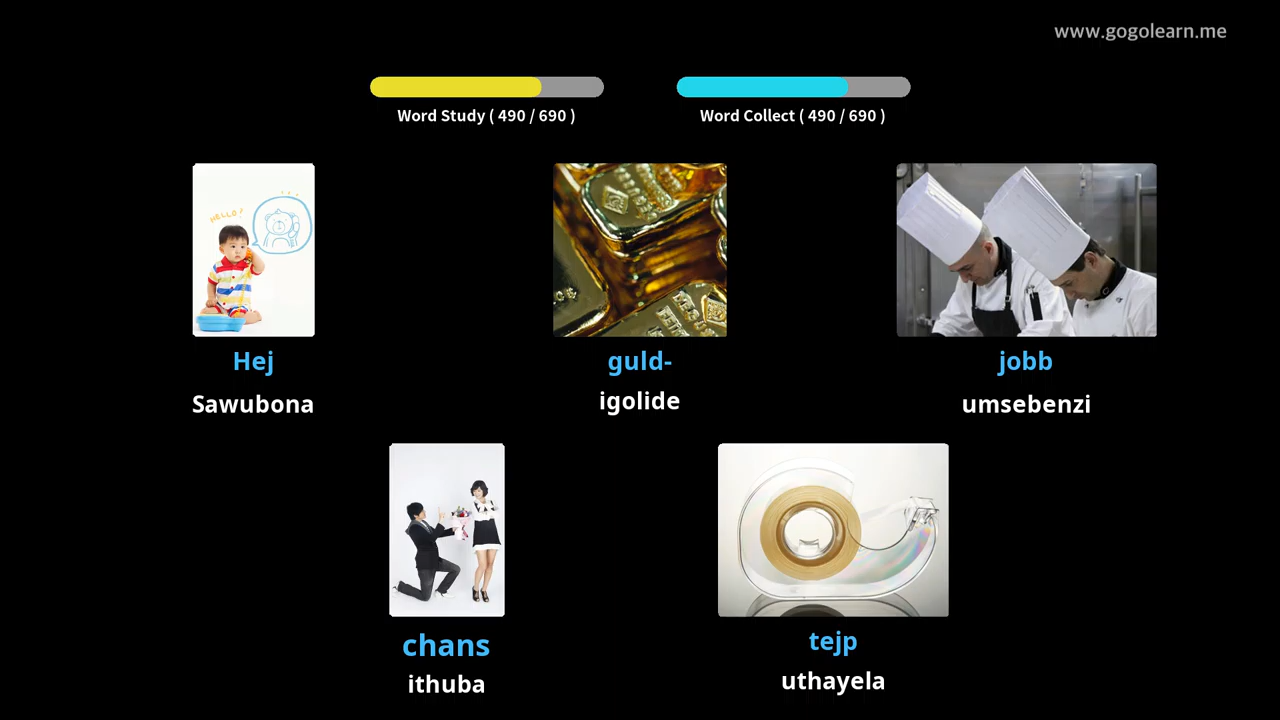 www.gogolearn.me
Word Study ( 490 / 690 )
Word Collect ( 490 / 690 )
HELLO?
Hej
guld-
jobb
Sawubona
igolide
umsebenzi
chans
tejp
ithuba
uthayela